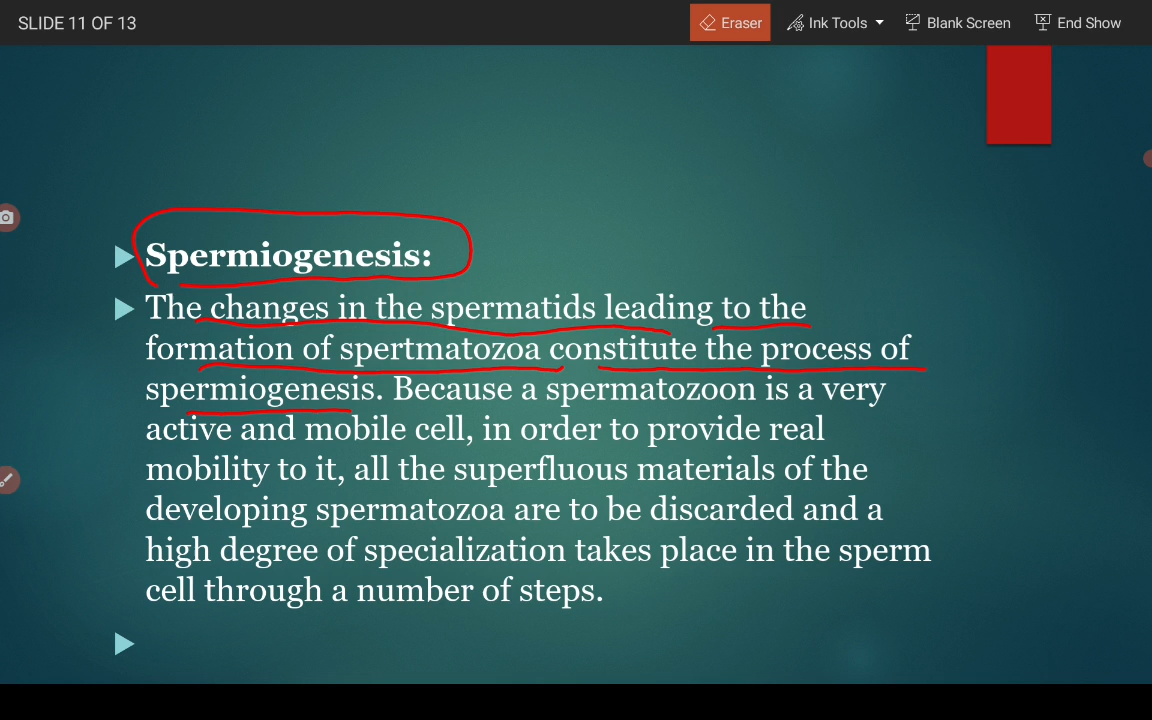 SLIDE 11 OF 13
Eraser
Ink Tools
Blank Screen
End Show
Spermiogenesis:
The changes in the spermatids leading to the
formation of spertmatozoa constitute the process of
spermiogenesis. Because a spermatozoon is a very
active and mobile cell, in order to provide real
mobility to it, all the superfluous materials of the
developing spermatozoa are to be discarded and a
high degree of specialization takes place in the sperm
cell through a number of steps.